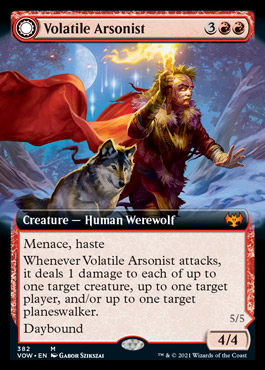 Volatile Arsonist 3
Creature — Human Werewolf
Menace, haste
Whenever Volatile Arsonist attacks,
it deals 1 damage to each of up to
one target creature, up to one target
player, and/or up to one target
planeswalker.
Daybound
5/5
4/4
382 M
VOW • EN GABOR SZIKSZAI
™ & © 2021 Wizards of the Coast